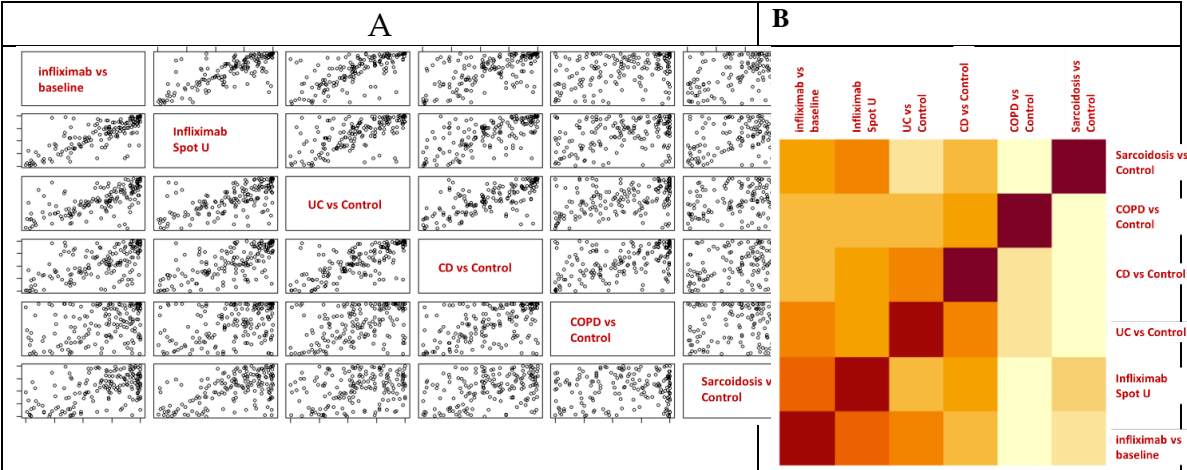 A
B
infliximab vs
baseline
Infliximab
Spot U
UC vs Control
CD vs Control
COPD vs
Control
Sarcoidosis v
Control
infliximab vs
baseline
Infliximab
Spot U
UC vs
Control
CD vs Control
COPD vs
Control
Sarcoidosis vs
Control
Sarcoidosis vs
Control
COPD vs
Control
CD vs Control
UC vs Control
Infliximab
Spot U
infliximab vs
baseline